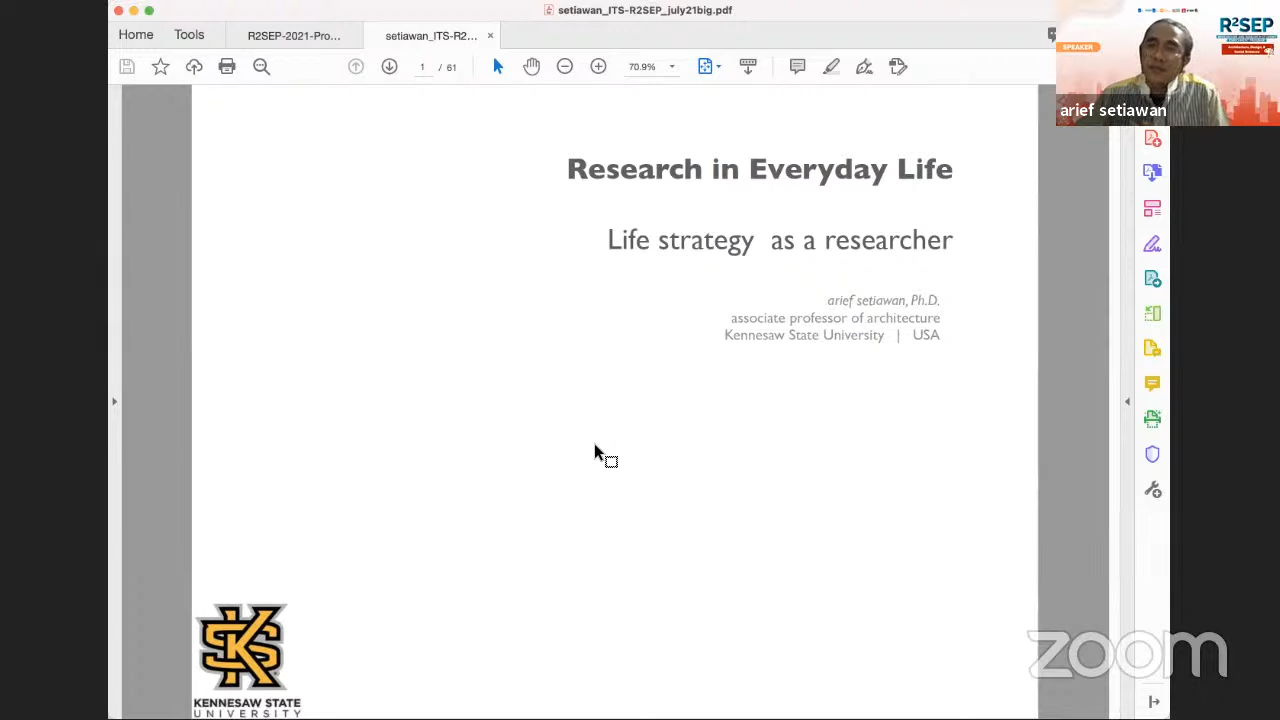 setiawan_ITS-R2SEP_july21big.pdf
Home
Tools
R2SEP-2021-Pro...
setiawan_ITS-R2...
1 / 61
70.9%
R²SEP
SPEAKER
arief setiawan
Research in Everyday Life
Life strategy as a researcher
arief setiawan, Ph.D.
associate professor of architecture
Kennesaw State University | USA
KS
KENNESAW STATE
UNIVERSITY
zoom